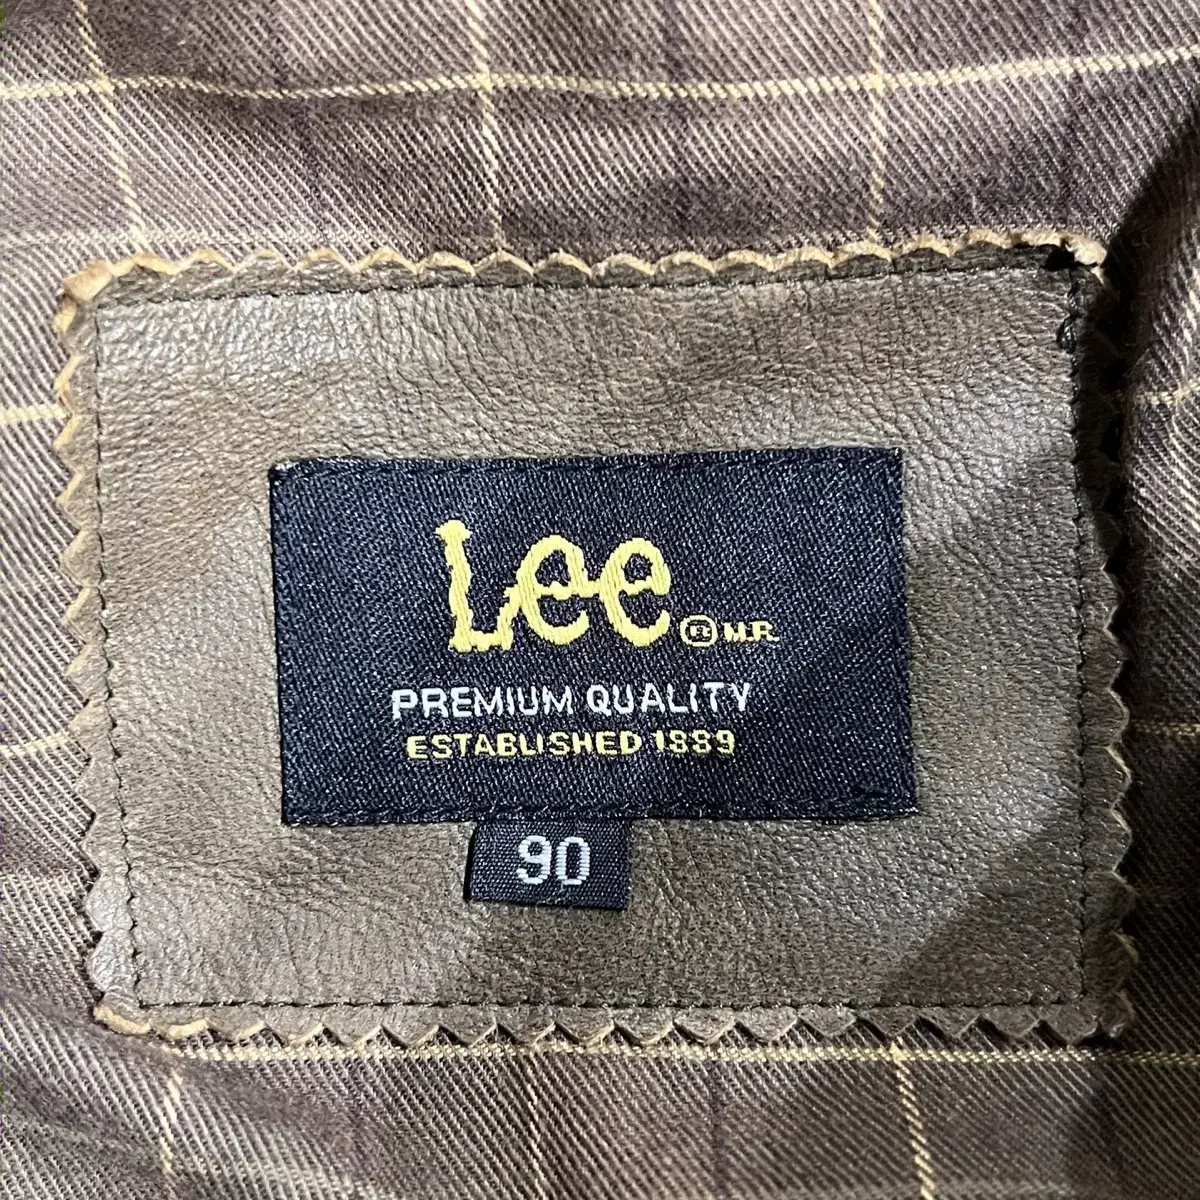 Lee ® M.R.
PREMIUM QUALITY
ESTABLISHED 1889
90